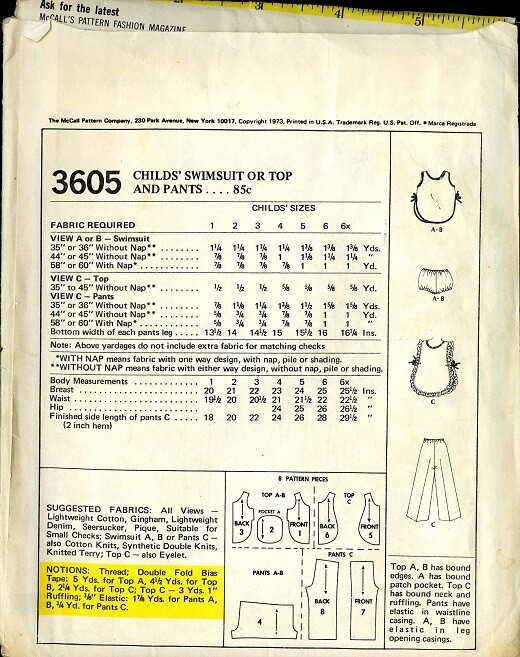 Ask for the latest
McCALL'S PATTERN FASHION MAGAZINE
3
4
5
The McCall Pattern Company, 230 Park Avenue, New York 10017, Copyright 1973, Printed in U.S.A. Trademark Reg. U.S. Pat. Off. *Marca Registrada
3605 CHILDS' SWIMSUIT OR TOP
AND PANTS .... 85c
CHILDS' SIZES
FABRIC REQUIRED 1 2 3 4 5 6 6x
VIEW A or B – Swimsuit
35" or 36" Without Nap** ........ 1¼ 1¼ 1¼ 1¼ 1⅜ 1⅜ 1⅜ Yds.
44" or 45" Without Nap** ........ ⅞ ⅞ ⅞ 1 1⅛ 1¼ 1¼ "
58" or 60" With Nap* ........... ⅞ ⅞ ⅞ ⅞ 1 1 1 Yd.
VIEW C – Top
35" to 45" Without Nap** ........ ½ ½ ½ ⅝ ⅝ ⅝ ⅝ Yd.
VIEW C – Pants
35" or 36" Without Nap** ........ ⅞ 1⅛ 1¼ 1⅜ 1½ 1⅝ 1⅝ Yds.
44" or 45" Without Nap** ........ ⅝ ¾ ¾ ⅞ ⅞ 1 1 "
58" or 60" With Nap* ........... ⅝ ¾ ¾ ⅞ ⅞ 1 1 "
Bottom width of each pants leg .... 13½ 14 14½ 15 15½ 16 16¼ Ins.
Note: Above yardages do not include extra fabric for matching checks
*WITH NAP means fabric with one way design, with nap, pile or shading.
**WITHOUT NAP means fabric with either way design, without nap, pile or shading.
Body Measurements ............. 1 2 3 4 5 6 6x
Breast ....................... 20 21 22 23 24 25 25½ Ins.
Waist ........................ 19½ 20 20½ 21 21½ 22 22½ "
Hip .......................... 24 25 26 26½ "
Finished side length of pants C ..... 18 20 22 24 26 28 29½ "
(2 inch hem)
SUGGESTED FABRICS: All Views –
Lightweight Cotton, Gingham, Lightweight
Denim, Seersucker, Pique, Suitable for
Small Checks; Swimsuit A, B or Pants C –
also Cotton Knits, Synthetic Double Knits,
Knitted Terry; Top C – also Eyelet.
NOTIONS: Thread; Double Fold Bias
Tape: 5 Yds. for Top A, 4½ Yds. for Top
B, 2¼ Yds. for Top C; Top C – 3 Yds. 1"
Ruffling; ⅜" Elastic: 1⅞ Yds. for Pants A,
B, ¾ Yd. for Pants C.
8 PATTERN PIECES
TOP A-B
BACK
3
POCKET A
2
FRONT
1
TOP
C
BACK
6
FRONT
5
PANTS A-B
4
PANTS C
BACK
8
FRONT
7
A-B
A-B
C
C
Top A, B has bound
edges. A has bound
patch pocket. Top C
has bound neck and
ruffling. Pants have
elastic in waistline
casing. A, B have
elastic in leg
opening casings.